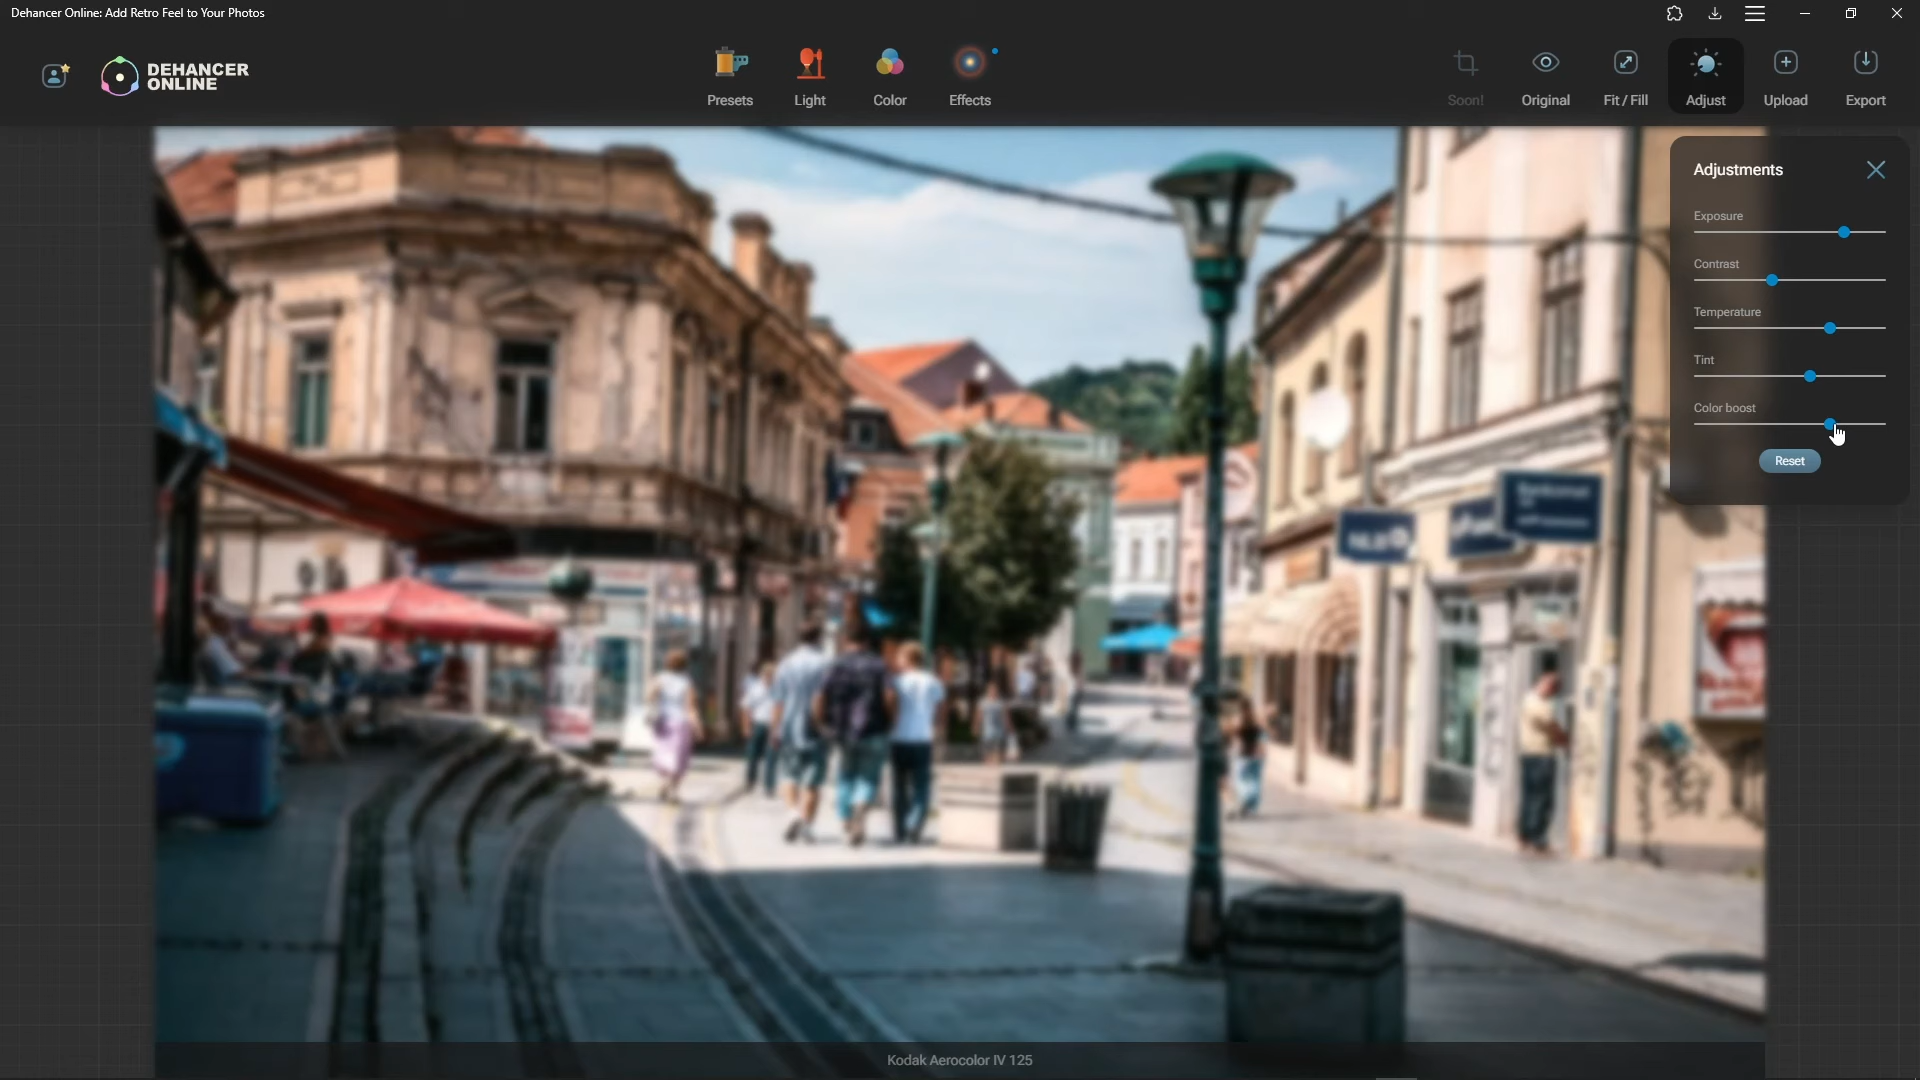 Dehancer Online: Add Retro Feel to Your Photos
DEHANCER
ONLINE
Presets
Light
Color
Effects
Soon!
Original
Fit / Fill
Adjust
Upload
Export
Adjustments
Exposure
Contrast
Temperature
Tint
Color boost
Reset
NLB
Kodak Aerocolor IV 125